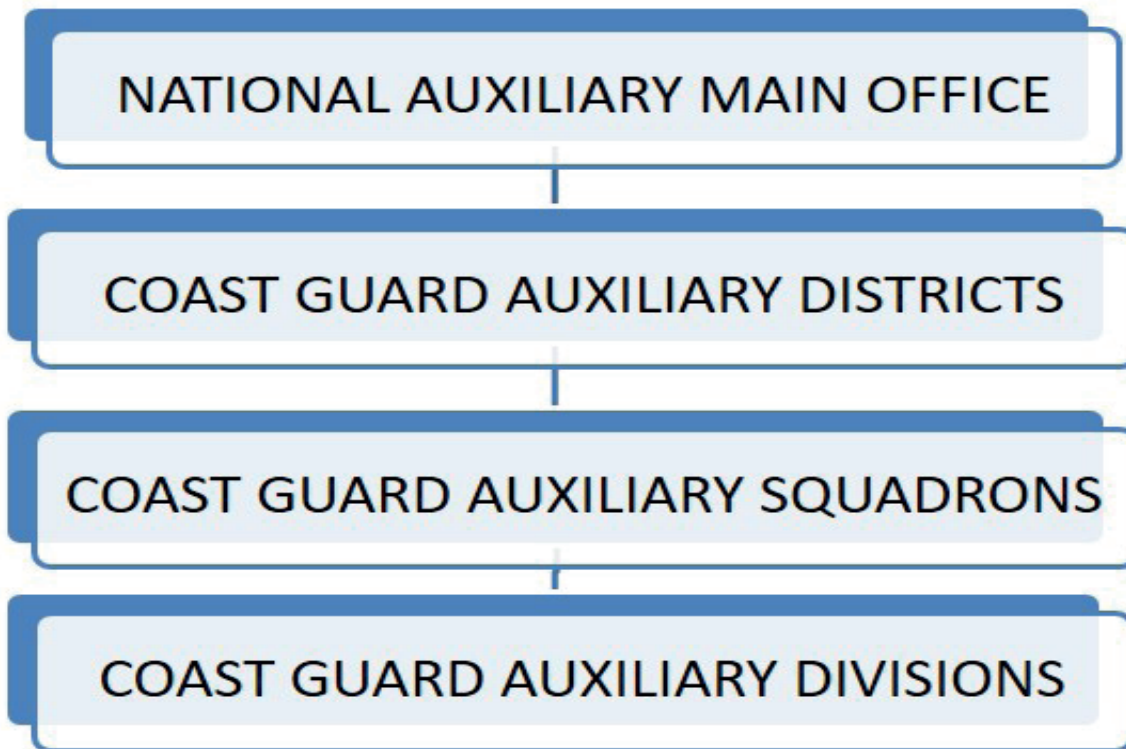 NATIONAL AUXILIARY MAIN OFFICE
COAST GUARD AUXILIARY DISTRICTS
COAST GUARD AUXILIARY SQUADRONS
COAST GUARD AUXILIARY DIVISIONS